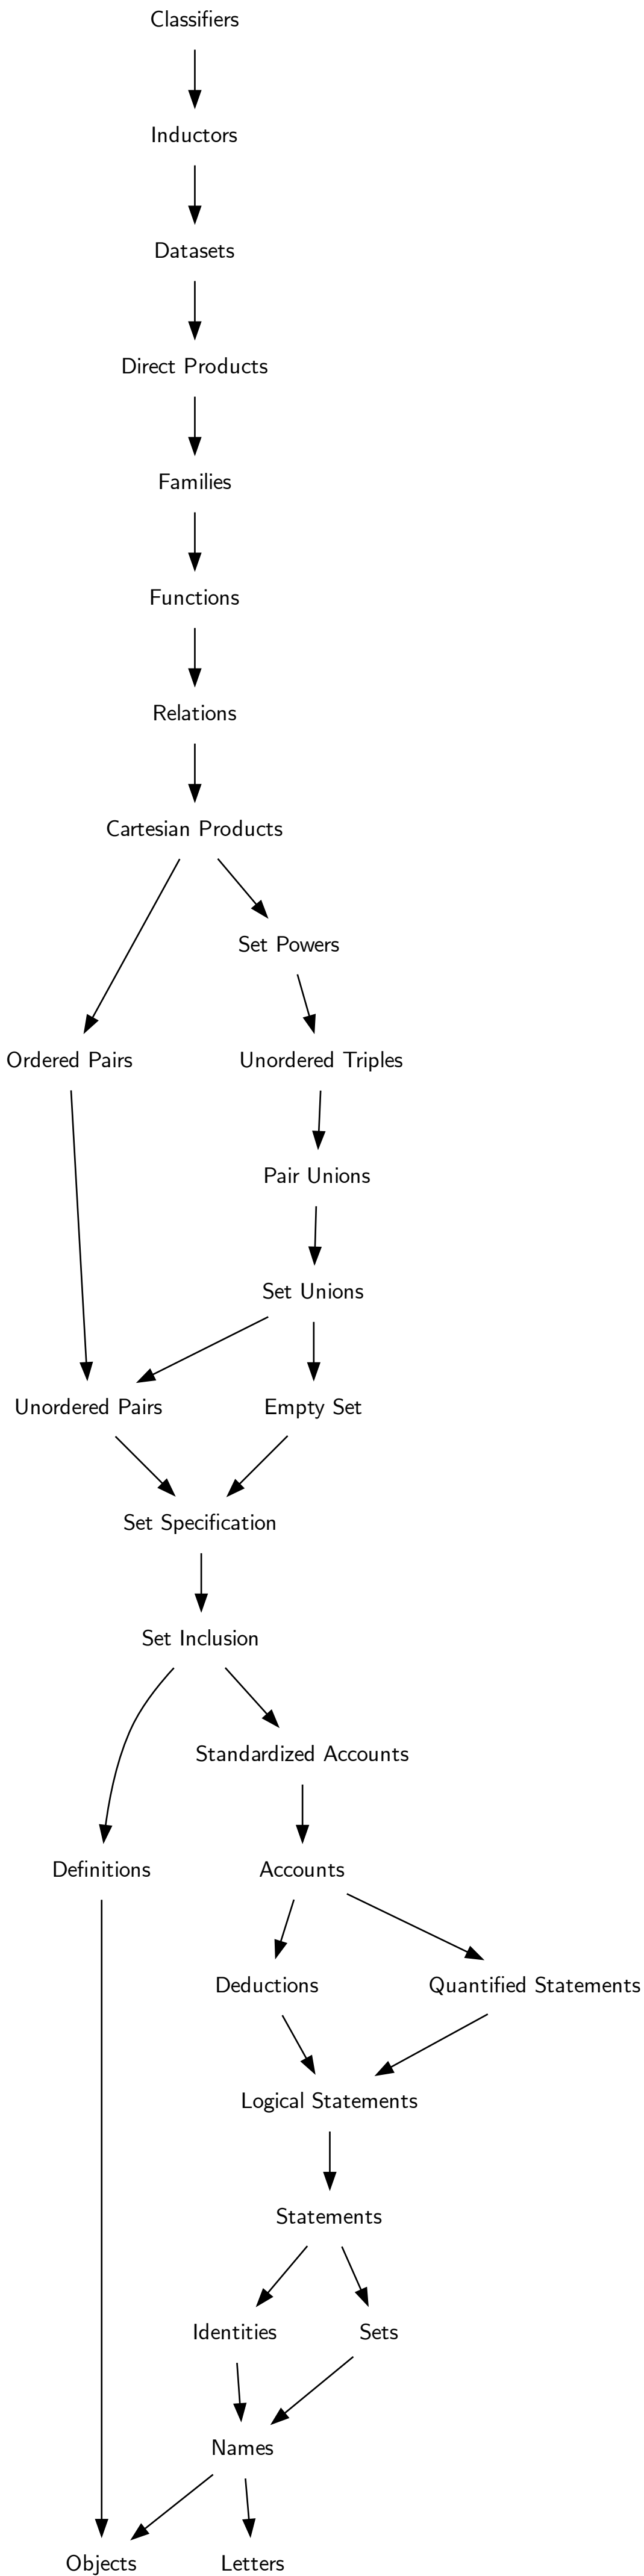 Classifiers
Inductors
Datasets
Direct Products
Families
Functions
Relations
Cartesian Products
Set Powers
Ordered Pairs
Unordered Triples
Pair Unions
Set Unions
Unordered Pairs
Empty Set
Set Specification
Set Inclusion
Standardized Accounts
Definitions
Accounts
Deductions
Quantified Statements
Logical Statements
Statements
Identities
Sets
Names
Objects
Letters